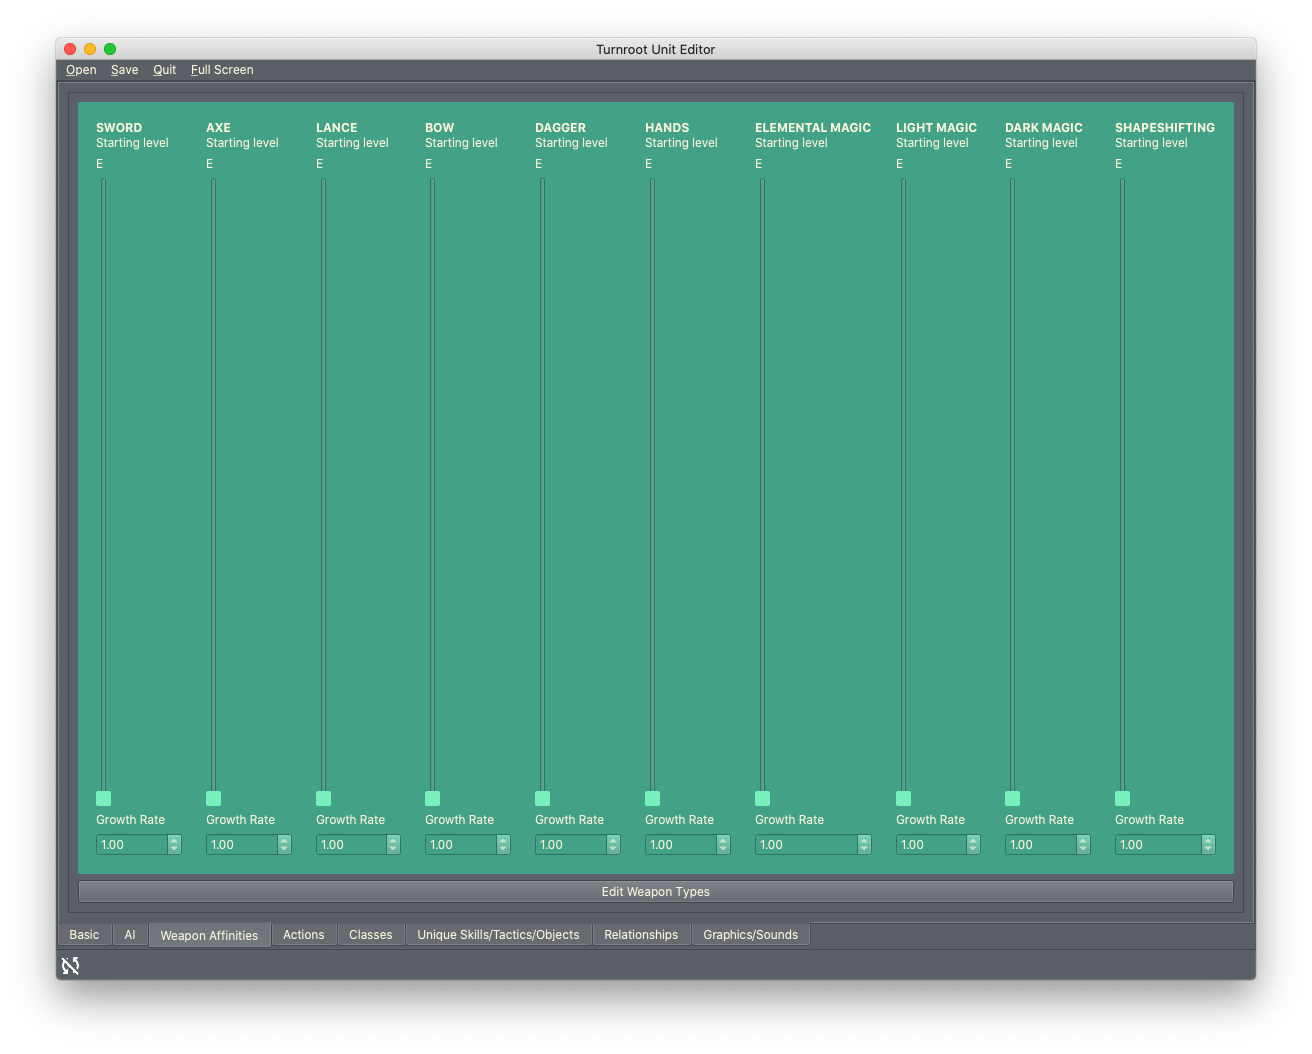 Turnroot Unit Editor
Open Save Quit Full Screen
SWORD AXE LANCE BOW DAGGER HANDS ELEMENTAL MAGIC LIGHT MAGIC DARK MAGIC SHAPESHIFTING
Starting level Starting level Starting level Starting level Starting level Starting level Starting level Starting level Starting level Starting level
E E E E E E E E E E
Growth Rate Growth Rate Growth Rate Growth Rate Growth Rate Growth Rate Growth Rate Growth Rate Growth Rate Growth Rate
1.00 1.00 1.00 1.00 1.00 1.00 1.00 1.00 1.00 1.00
Edit Weapon Types
Basic AI Weapon Affinities Actions Classes Unique Skills/Tactics/Objects Relationships Graphics/Sounds